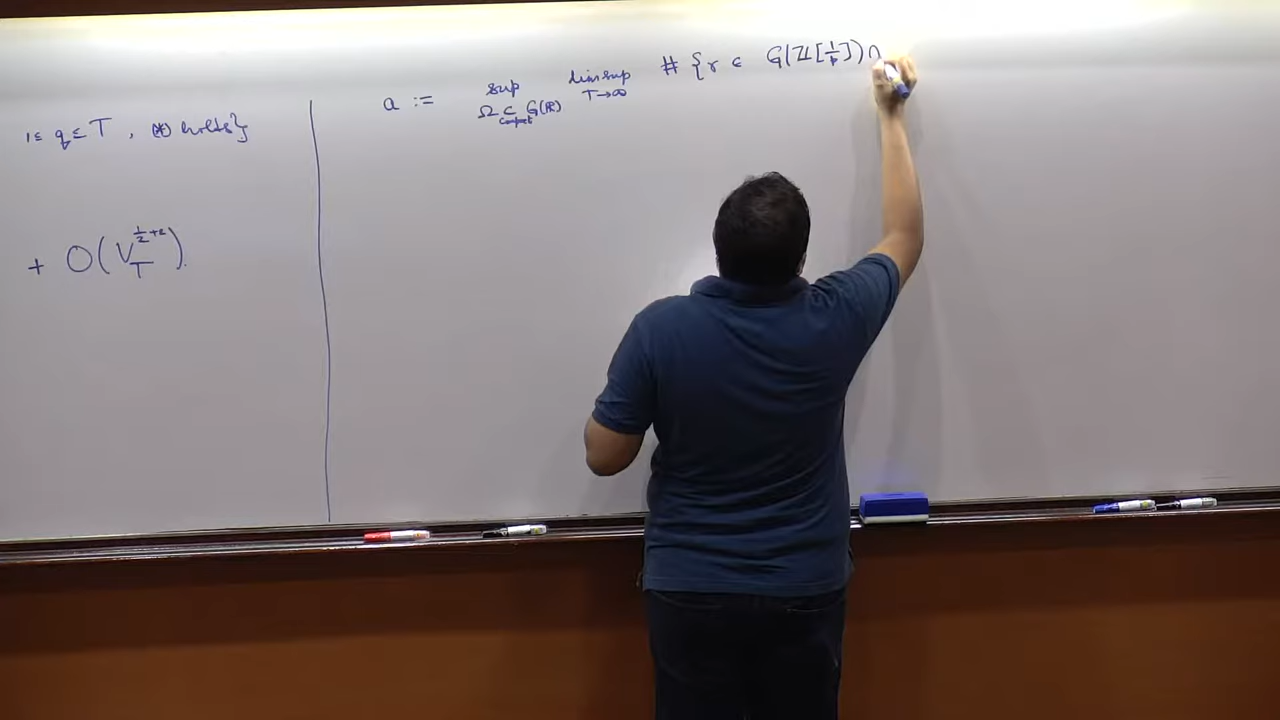 1 ≤ q ≤ T , (*) holds}
+ O(V_T^{1/2+ε}).
a := sup_{Ω ⊂ G(ℝ) compact} limsup_{T→∞} # {r ∈ G(ℤ[1/p]) ∩